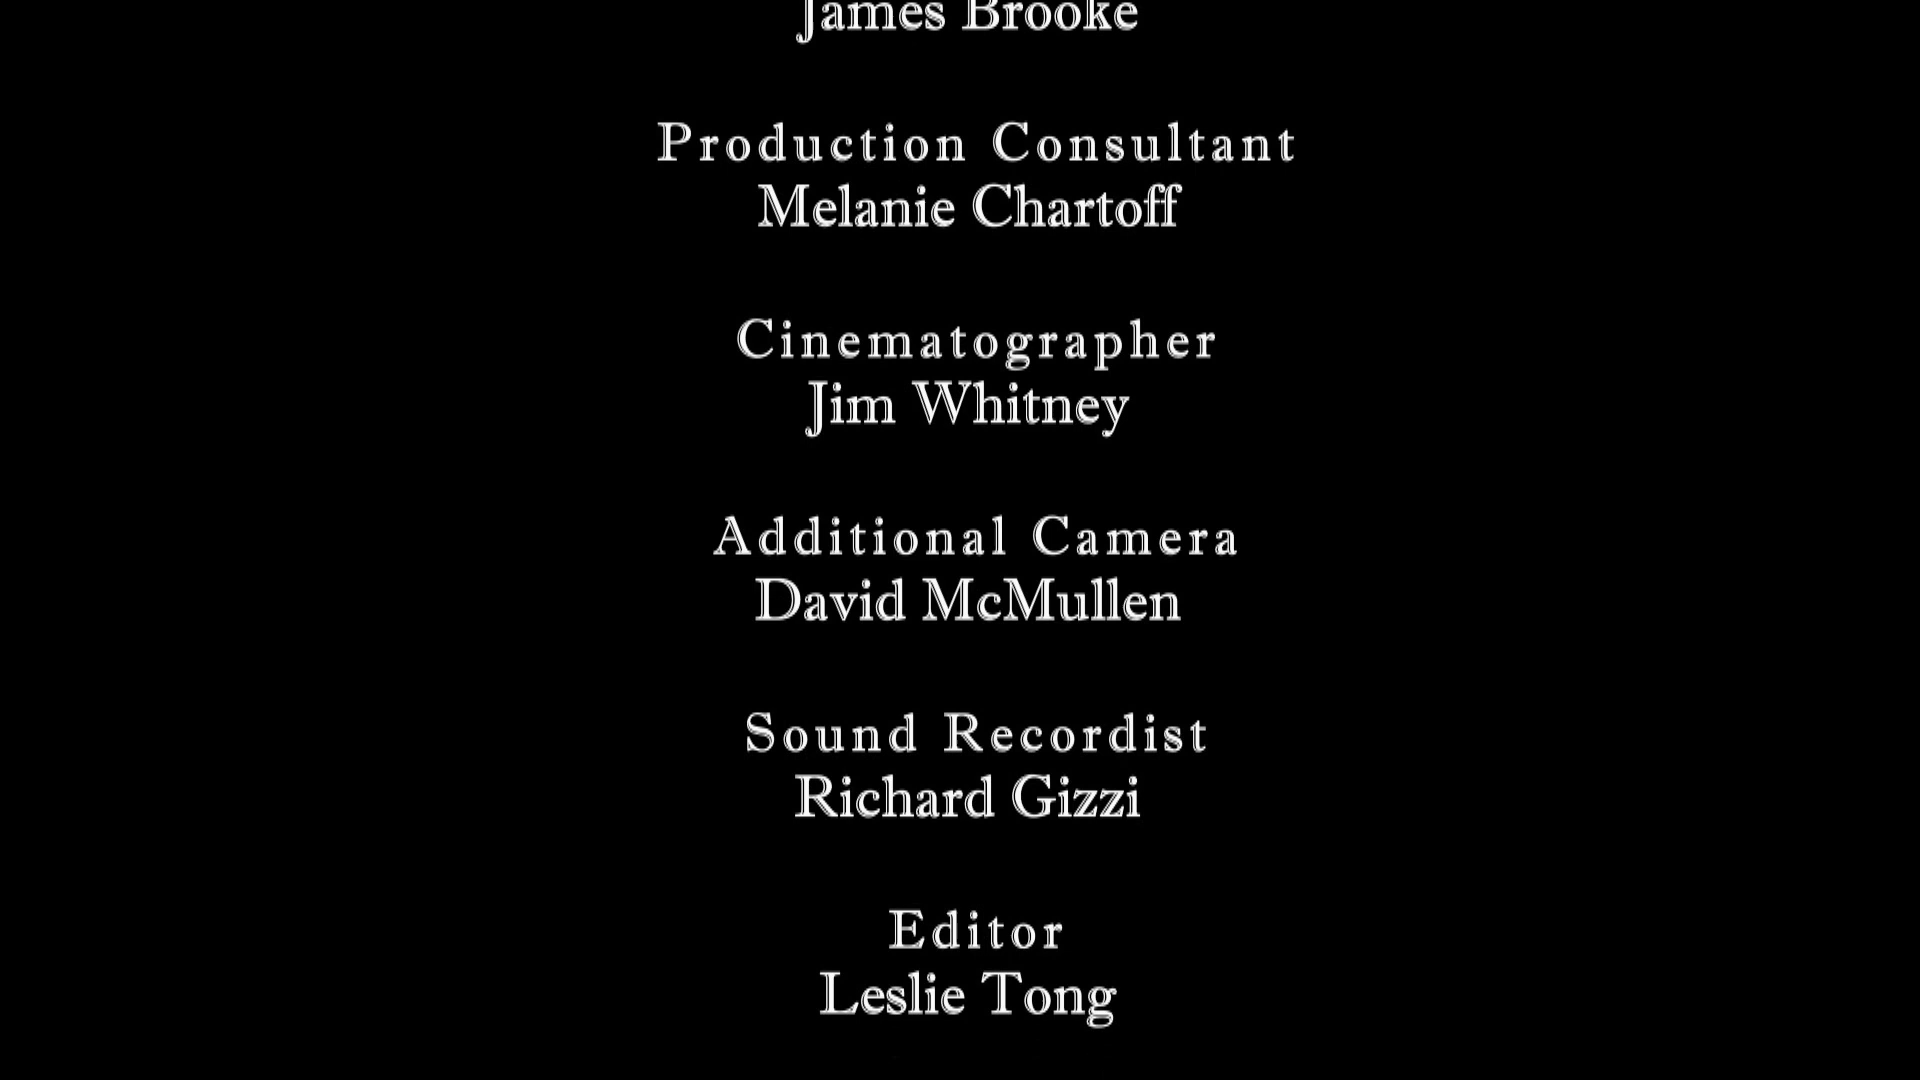 James Brooke
Production Consultant
Melanie Chartoff
Cinematographer
Jim Whitney
Additional Camera
David McMullen
Sound Recordist
Richard Gizzi
Editor
Leslie Tong